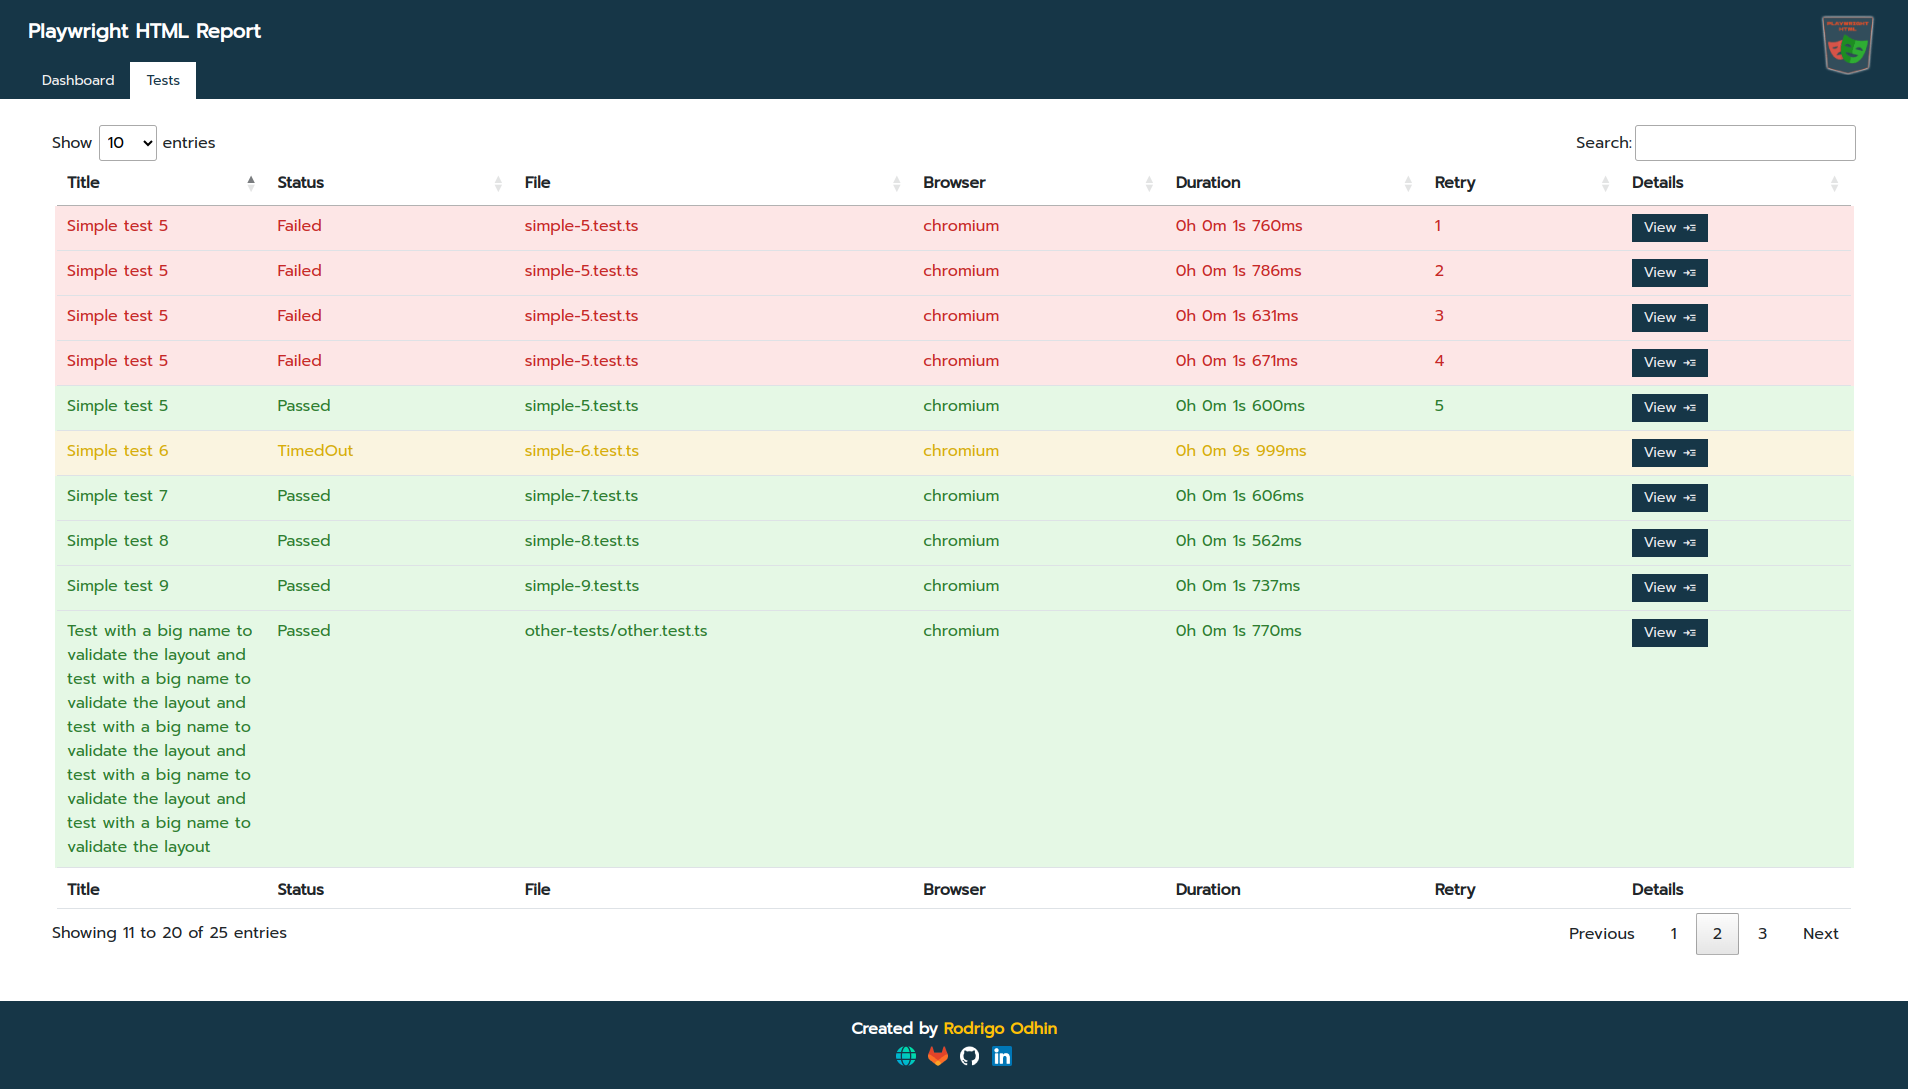 Playwright HTML Report
PLAYWRIGHT
HTML
Dashboard Tests
Show 10 entries Search:
Title Status File Browser Duration Retry Details
Simple test 5 Failed simple-5.test.ts chromium 0h 0m 1s 760ms 1 View
Simple test 5 Failed simple-5.test.ts chromium 0h 0m 1s 786ms 2 View
Simple test 5 Failed simple-5.test.ts chromium 0h 0m 1s 631ms 3 View
Simple test 5 Failed simple-5.test.ts chromium 0h 0m 1s 671ms 4 View
Simple test 5 Passed simple-5.test.ts chromium 0h 0m 1s 600ms 5 View
Simple test 6 TimedOut simple-6.test.ts chromium 0h 0m 9s 999ms View
Simple test 7 Passed simple-7.test.ts chromium 0h 0m 1s 606ms View
Simple test 8 Passed simple-8.test.ts chromium 0h 0m 1s 562ms View
Simple test 9 Passed simple-9.test.ts chromium 0h 0m 1s 737ms View
Test with a big name to Passed other-tests/other.test.ts chromium 0h 0m 1s 770ms View
validate the layout and
test with a big name to
validate the layout and
test with a big name to
validate the layout and
test with a big name to
validate the layout and
test with a big name to
validate the layout
Title Status File Browser Duration Retry Details
Showing 11 to 20 of 25 entries Previous 1 2 3 Next
Created by Rodrigo Odhin
in